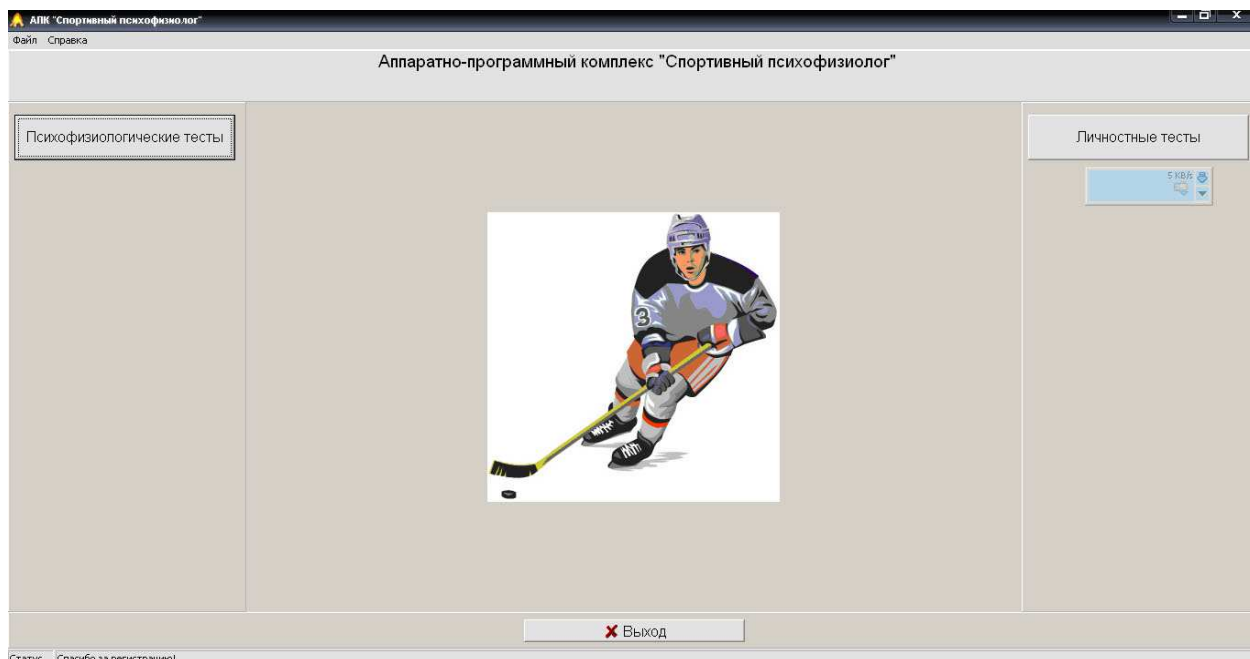 АПК "Спортивный психофизиолог"
Файл Справка
Аппаратно-программный комплекс "Спортивный психофизиолог"
Психофизиологические тесты
Личностные тесты
5 KB/s
3
Выход
Статус Спасибо за регистрацию!